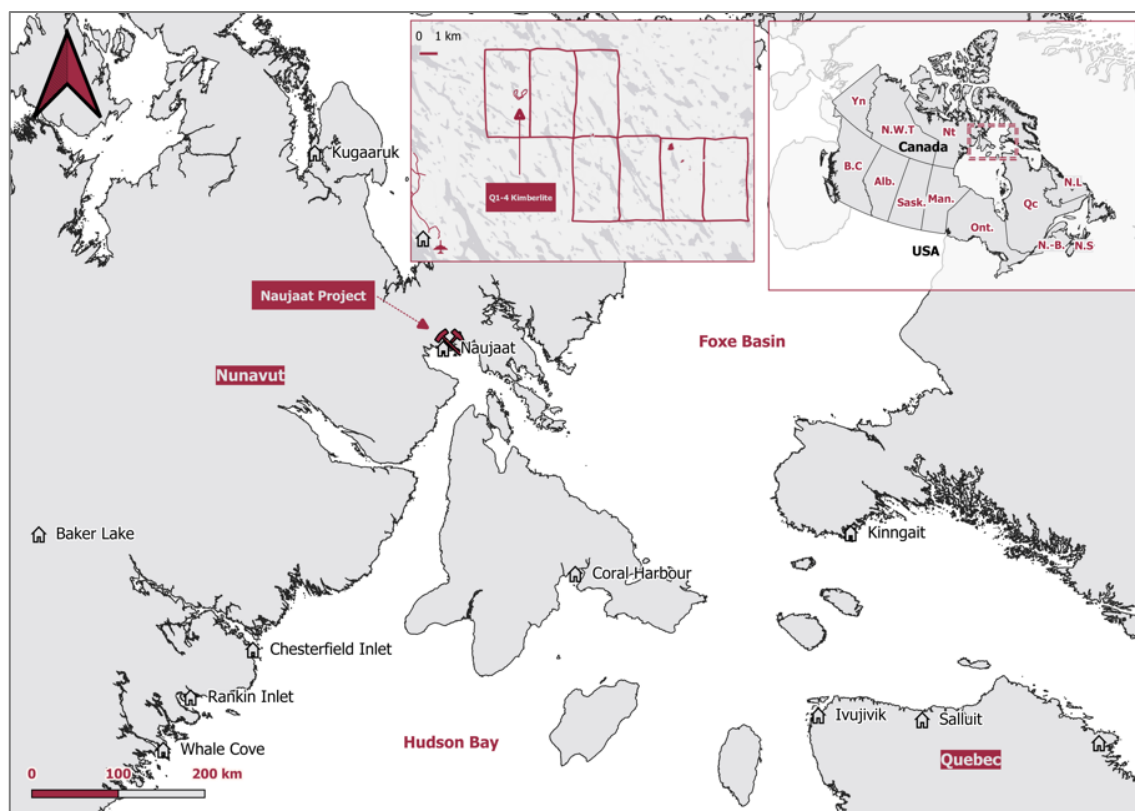 0 1 km
Q1-4 Kimberlite
Yn
N.W.T
Nt
Canada
B.C
Alb.
Sask.
Man.
Ont.
Qc
N.L
N.-B.
N.S
USA
Kugaaruk
Naujaat Project
Naujaat
Foxe Basin
Nunavut
Baker Lake
Kinngait
Coral Harbour
Chesterfield Inlet
Rankin Inlet
Ivujivik
Salluit
Whale Cove
Hudson Bay
Quebec
0 100 200 km